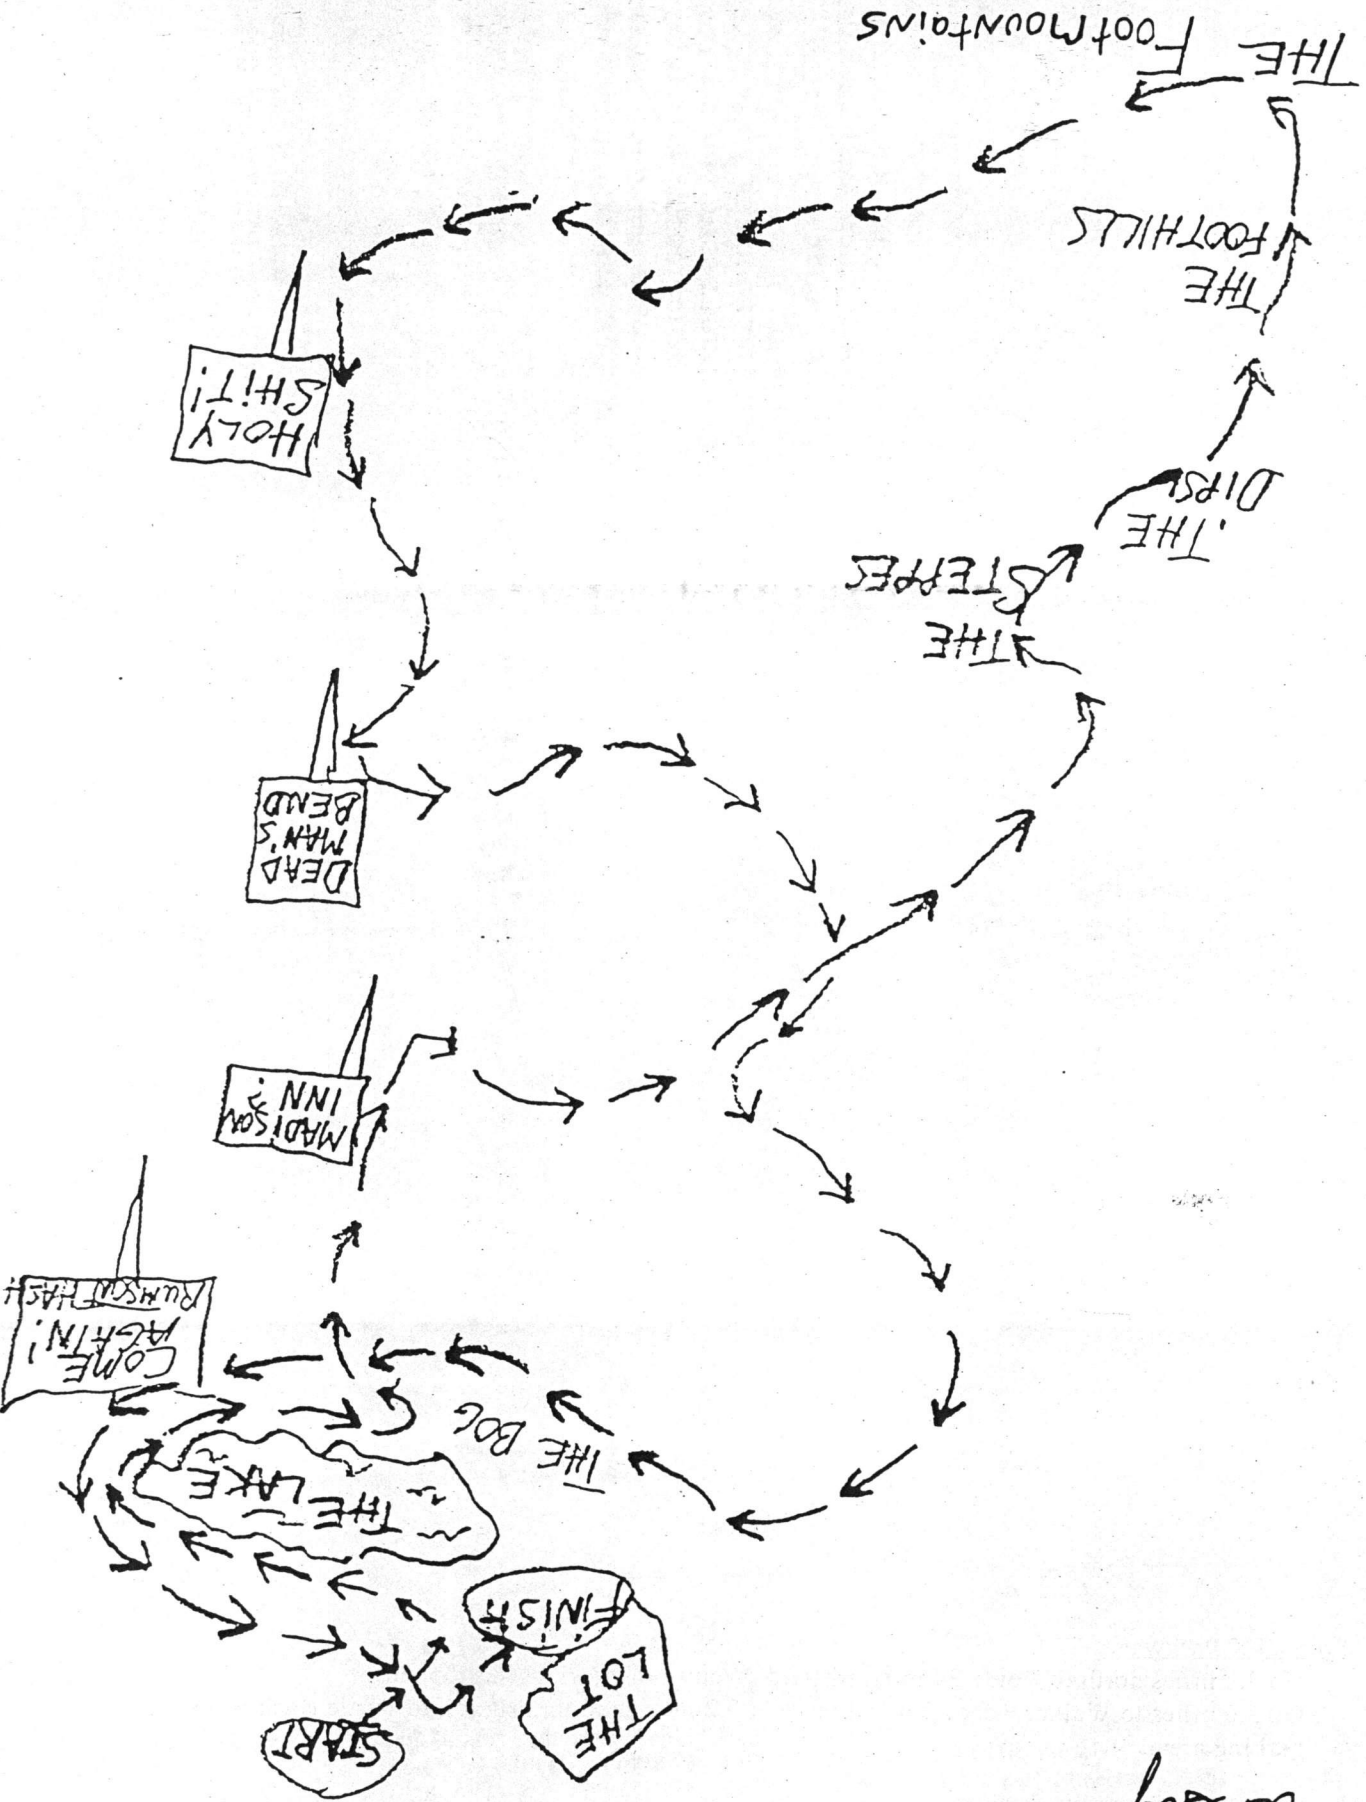 START
THE
LOT
FINISH
THE LAKE
THE BOG
COME
AGAIN!
RUMSON HASH
MADISON
INN
DEAD
MAN'S
BEND
THE
STEPPES
THE
DIPS
HOLY
SHIT!
THE
FOOTHILLS
THE FootMountains